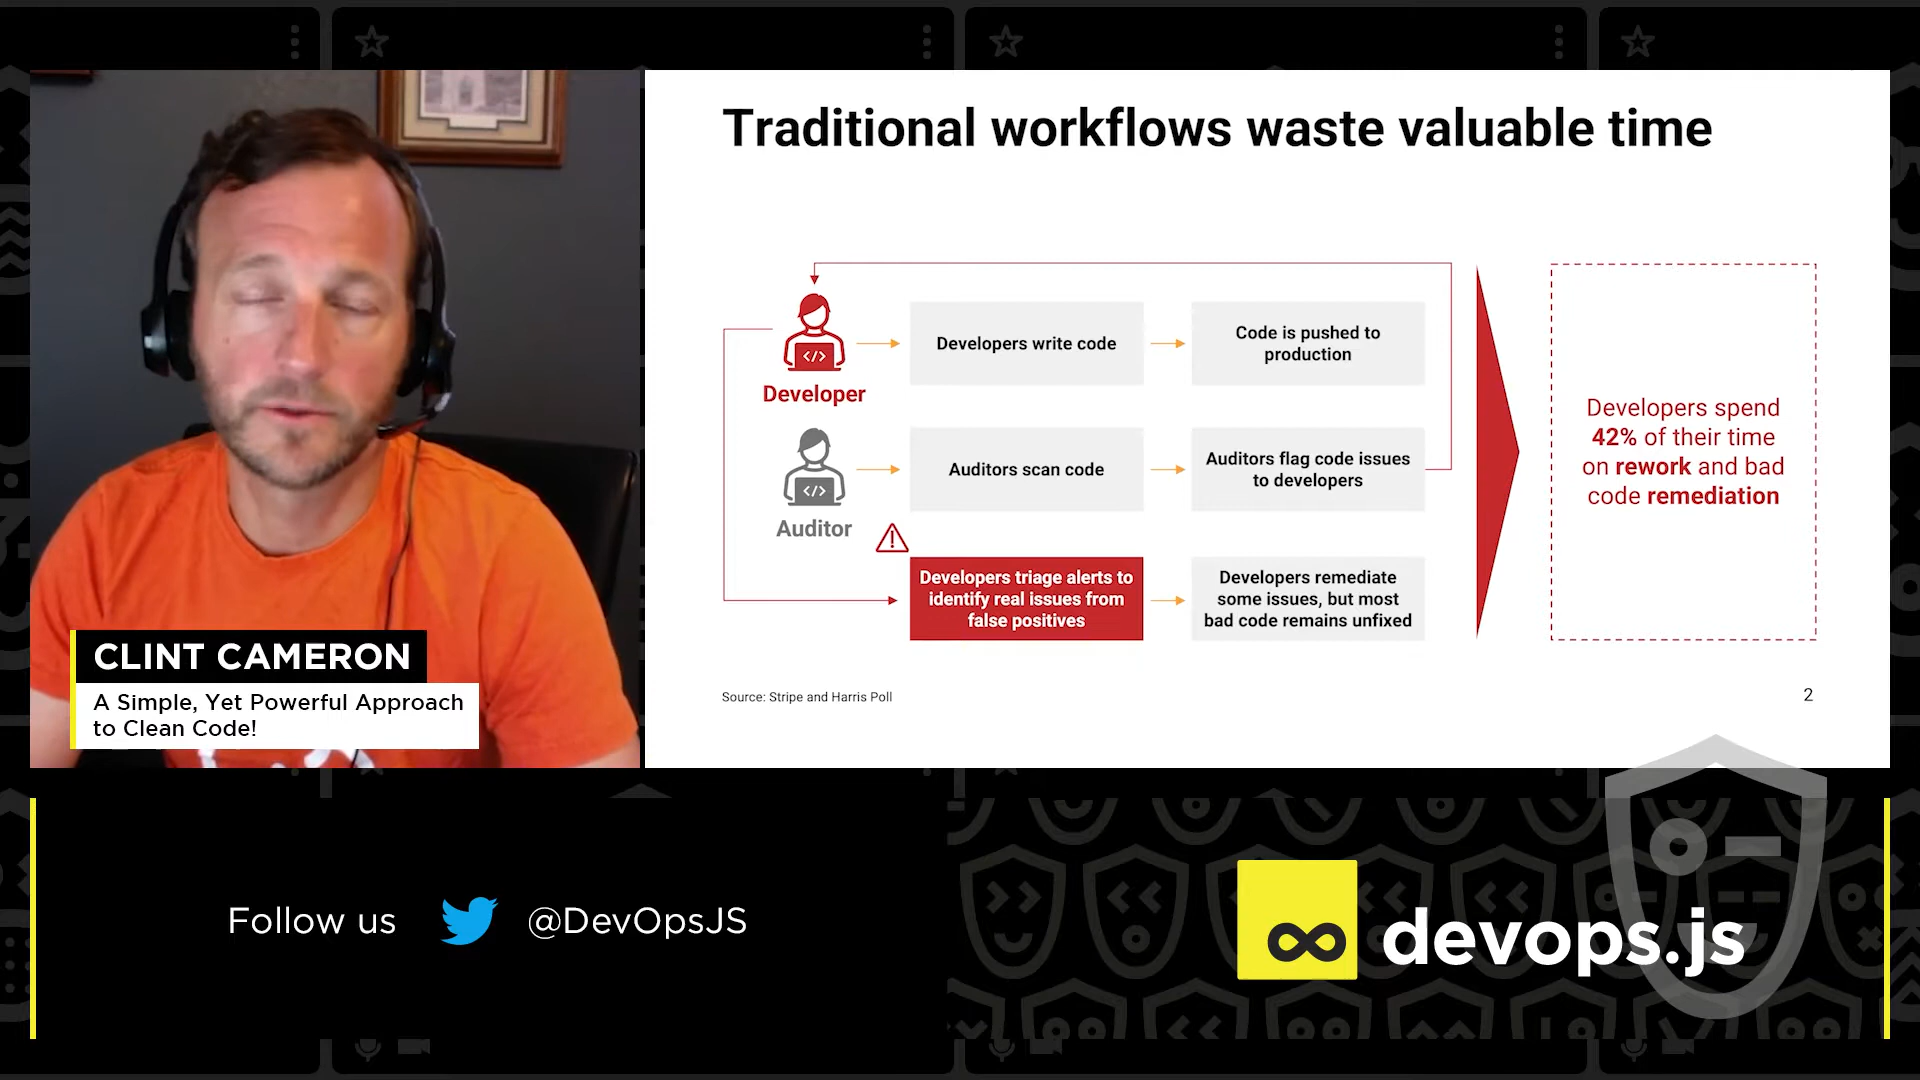 Traditional workflows waste valuable time
</>
Developer
Developers write code
Code is pushed to
production
</>
Auditor
Auditors scan code
Auditors flag code issues
to developers
Developers triage alerts to
identify real issues from
false positives
Developers remediate
some issues, but most
bad code remains unfixed
Developers spend
42% of their time
on rework and bad
code remediation
Source: Stripe and Harris Poll
2
CLINT CAMERON
A Simple, Yet Powerful Approach
to Clean Code!
Follow us @DevOpsJS
devops.js